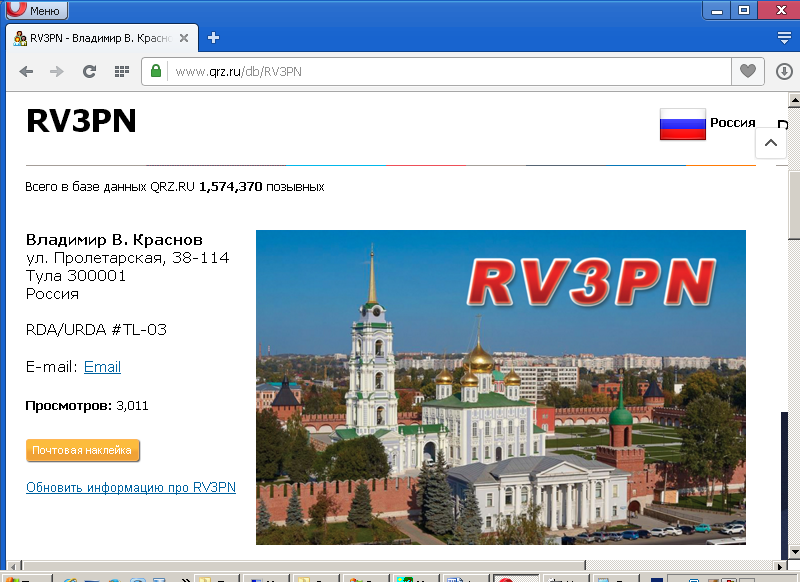 Меню
RV3PN - Владимир В. Красн
www.qrz.ru/db/RV3PN
RV3PN
Россия
Всего в базе данных QRZ.RU 1,574,370 позывных
Владимир В. Краснов
ул. Пролетарская, 38-114
Тула 300001
Россия
RV3PN
RDA/URDA #TL-03
E-mail: Email
Просмотров: 3,011
Почтовая наклейка
Обновить информацию про RV3PN